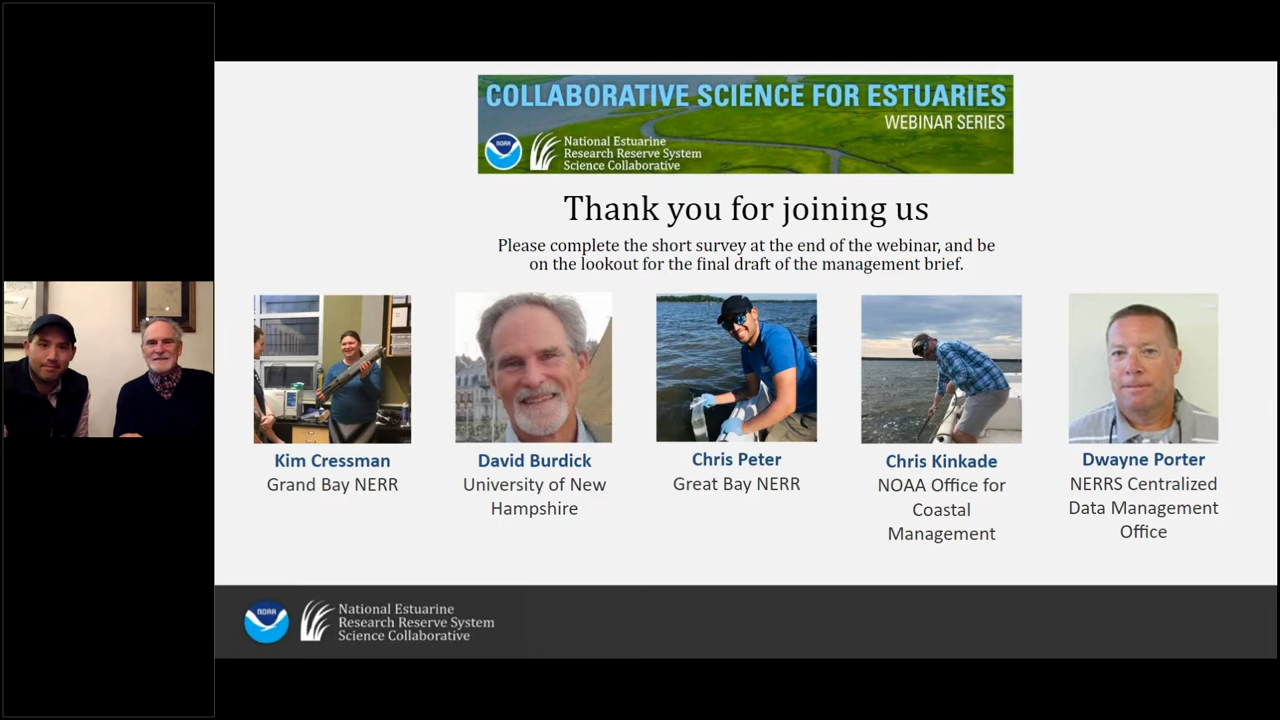 COLLABORATIVE SCIENCE FOR ESTUARIES
WEBINAR SERIES
NOAA
National Estuarine
Research Reserve System
Science Collaborative
Thank you for joining us
Please complete the short survey at the end of the webinar, and be
on the lookout for the final draft of the management brief.
Kim Cressman
Grand Bay NERR
David Burdick
University of New
Hampshire
Chris Peter
Great Bay NERR
Chris Kinkade
NOAA Office for
Coastal
Management
Dwayne Porter
NERRS Centralized
Data Management
Office
NOAA
National Estuarine
Research Reserve System
Science Collaborative